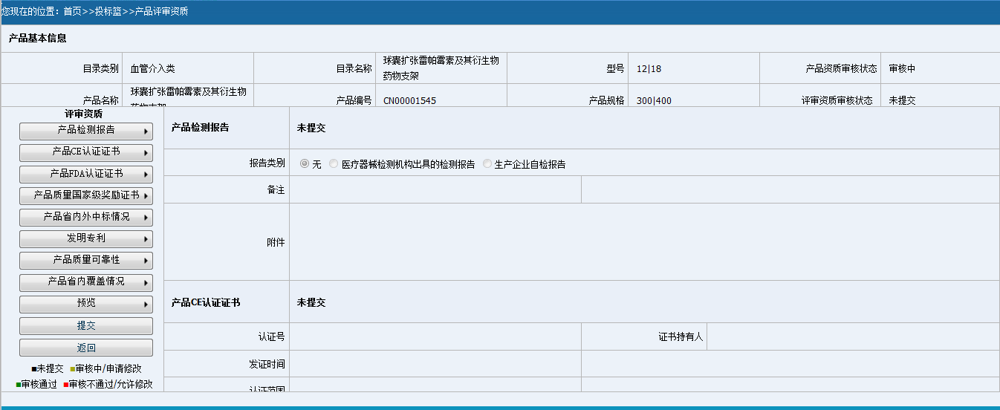 您现在的位置：首页>>投标篮>>产品评审资质
产品基本信息
目录类别 血管介入类 目录名称 球囊扩张雷帕霉素及其衍生物药物支架 型号 12|18 产品资质审核状态 审核中
产品名称 球囊扩张雷帕霉素及其衍生物 产品编号 CN00001545 产品规格 300|400 评审资质审核状态 未提交
评审资质
产品检测报告
产品CE认证证书
产品FDA认证证书
产品质量国家级奖励证书
产品省内外中标情况
发明专利
产品质量可靠性
产品省内覆盖情况
预览
提交
返回
■未提交 ■审核中/申请修改
■审核通过 ■审核不通过/允许修改
产品检测报告 未提交
报告类别 无 医疗器械检测机构出具的检测报告 生产企业自检报告
备注
附件
产品CE认证证书 未提交
认证号 证书持有人
发证时间
认证范围